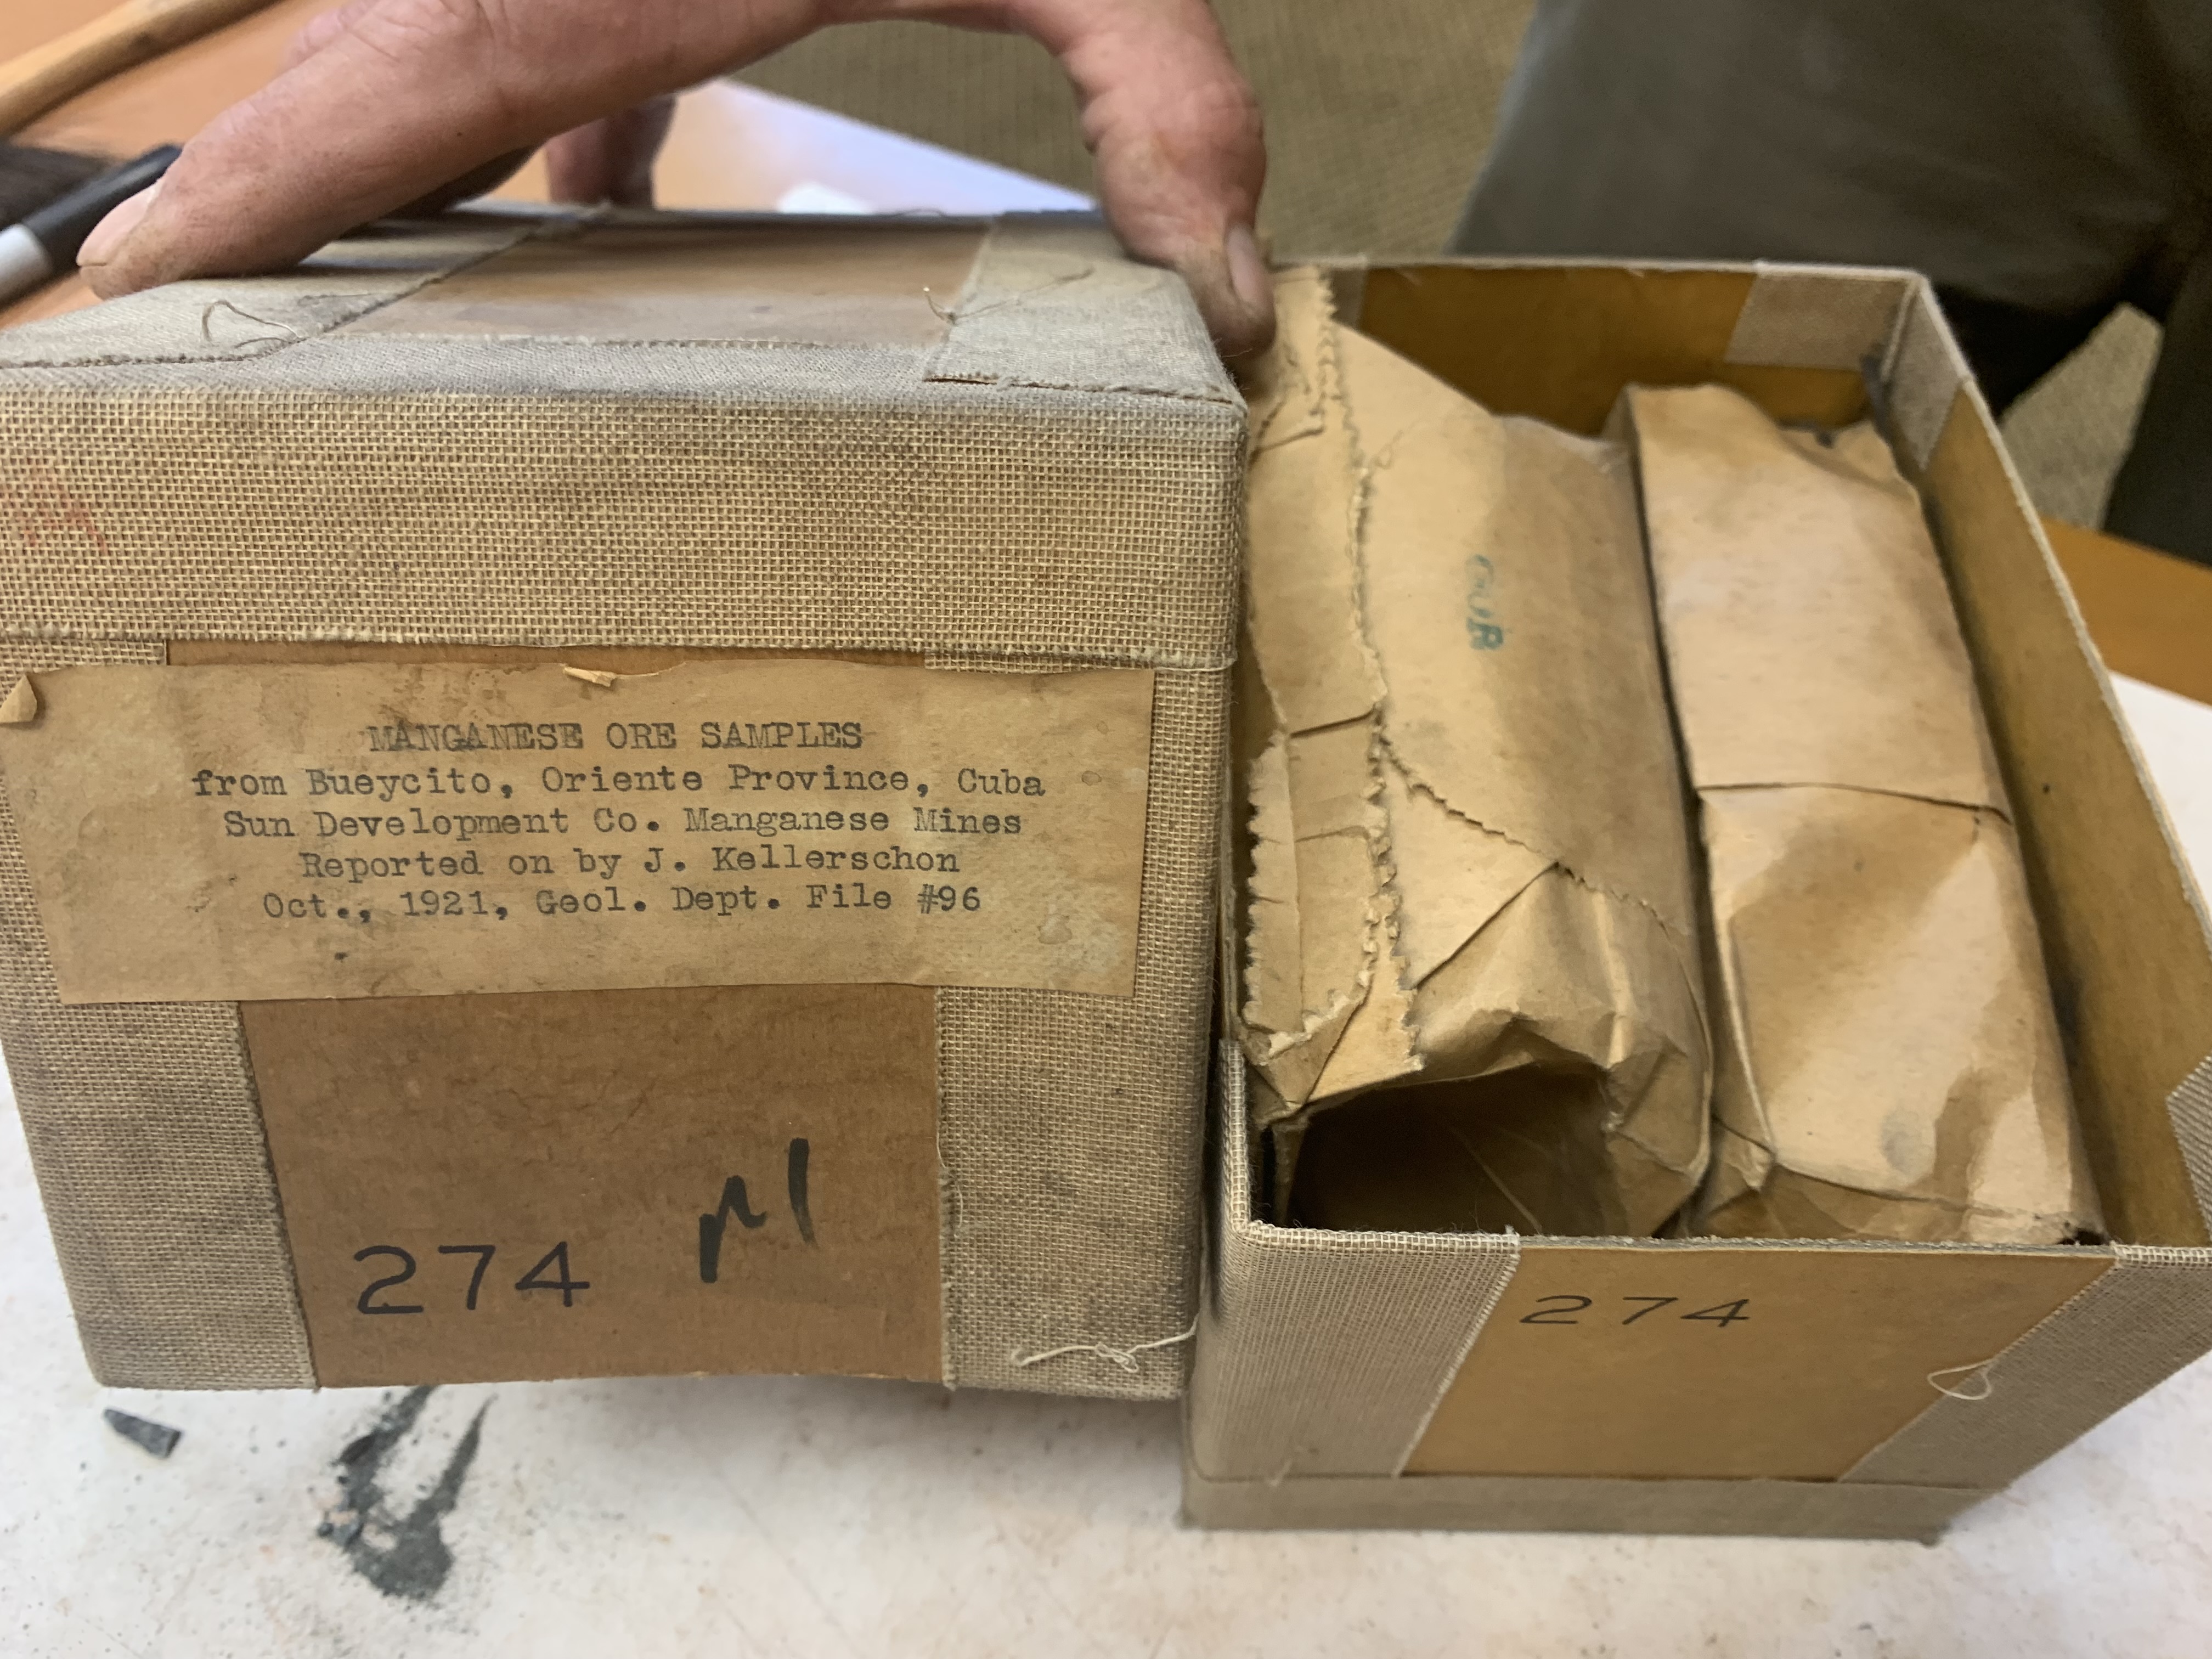 MANGANESE ORE SAMPLES
from Bueycito, Oriente Province, Cuba
Sun Development Co. Manganese Mines
Reported on by J. Kellerschon
Oct., 1921, Geol. Dept. File #96
274
274